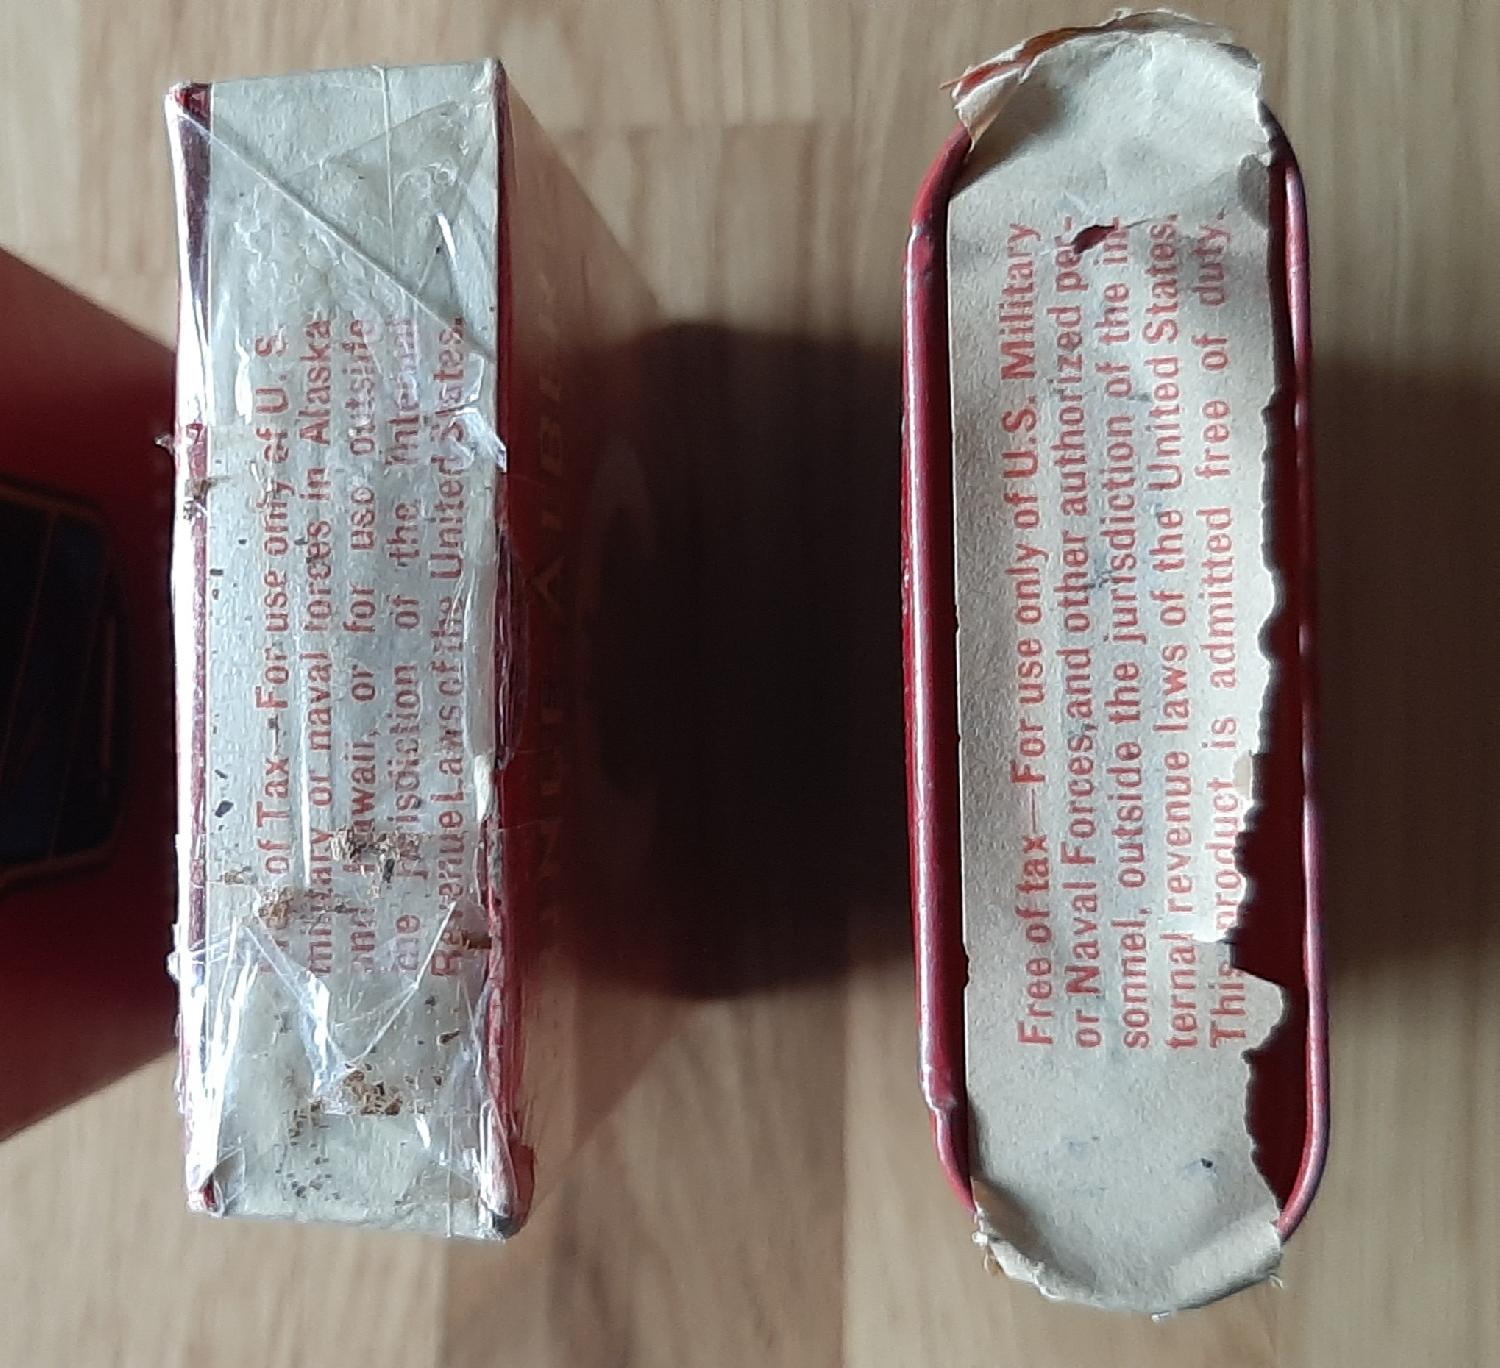 of Tax—For use only of U. S.
military or naval forces in Alaska
and Hawaii, or for use outside
the jurisdiction of the Internal
Revenue Laws of the United States.
Free of tax—For use only of U.S. Military
or Naval Forces,and other authorized per-
sonnel, outside the jurisdiction of the in-
ternal revenue laws of the United States.
This product is admitted free of duty.